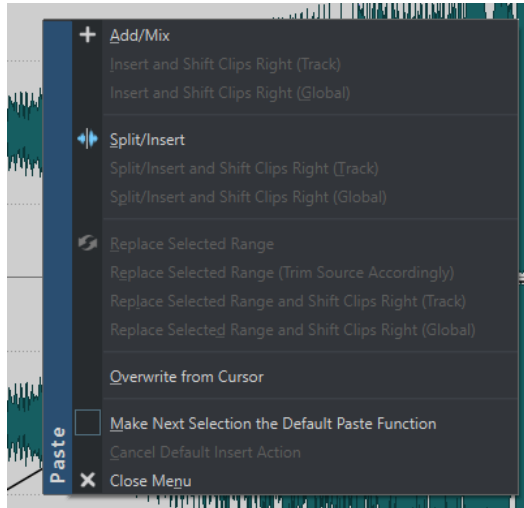 Add/Mix
Insert and Shift Clips Right (Track)
Insert and Shift Clips Right (Global)
Split/Insert
Split/Insert and Shift Clips Right (Track)
Split/Insert and Shift Clips Right (Global)
Replace Selected Range
Replace Selected Range (Trim Source Accordingly)
Replace Selected Range and Shift Clips Right (Track)
Replace Selected Range and Shift Clips Right (Global)
Overwrite from Cursor
Make Next Selection the Default Paste Function
Cancel Default Insert Action
Close Menu
Paste